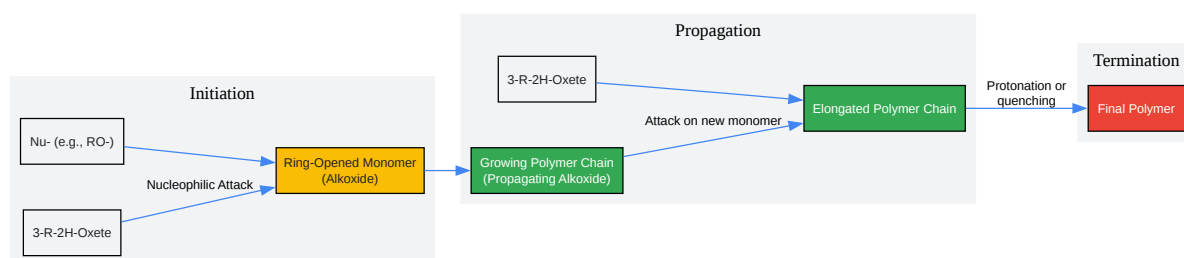 Initiation
Nu- (e.g., RO-)
3-R-2H-Oxete
Nucleophilic Attack
Ring-Opened Monomer
(Alkoxide)
Propagation
3-R-2H-Oxete
Growing Polymer Chain
(Propagating Alkoxide)
Attack on new monomer
Elongated Polymer Chain
Protonation or
quenching
Termination
Final Polymer